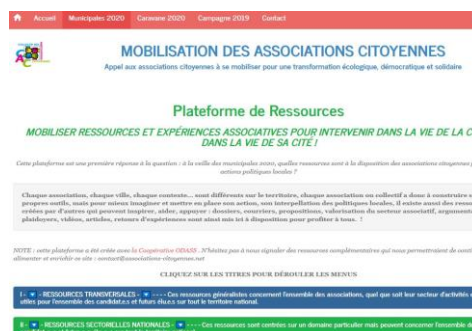 Accueil Municipales 2020 Caravane 2020 Campagne 2019 Contact
MOBILISATION DES ASSOCIATIONS CITOYENNES
Appel aux associations citoyennes à se mobiliser pour une transformation écologique, démocratique et solidaire
Plateforme de Ressources
MOBILISER RESSOURCES ET EXPÉRIENCES ASSOCIATIVES POUR INTERVENIR DANS LA VIE DE LA C
DANS LA VIE DE SA CITÉ !
Cette plateforme est une première réponse à la question : à la veille des municipales 2020, quelles ressources sont à la disposition des associations citoyennes p
actions politiques locales ?
Chaque association, chaque ville, chaque contexte... sont différents sur le territoire, chaque association ou collectif a donc à construire s
propres outils, mais pour mieux imaginer et mettre en place son action, son interpellation des politiques locales, il existe aussi des resso
créées par d'autres qui peuvent inspirer, aider, appuyer : dossiers, courriers, propositions, valorisation du secteur associatif, argument
plaidoyers, vidéos, articles, retours d'expériences sont ainsi mis ici à disposition pour profiter à tous. !
NOTE : cette plateforme a été créée avec la Coopérative ODASS . N'hésitez pas à nous signaler des ressources complémentaires qui nous permettraient de conti
alimenter et enrichir ce site : contact@associations-citoyennes.net
CLIQUEZ SUR LES TITRES POUR DÉROULER LES MENUS
I - - RESSOURCES TRANSVERSALES - - - - - Ces ressources généralistes concernent l'ensemble des associations, quel que soit leur secteur d'activités
utiles pour l'ensemble des candidat.e.s et futurs élu.e.s sur tout le territoire national.
II - - RESSOURCES SECTORIELLES NATIONALES - - - - - Ces ressources sont centrées sur un domaine particulier mais peuvent concerner l'ensemble